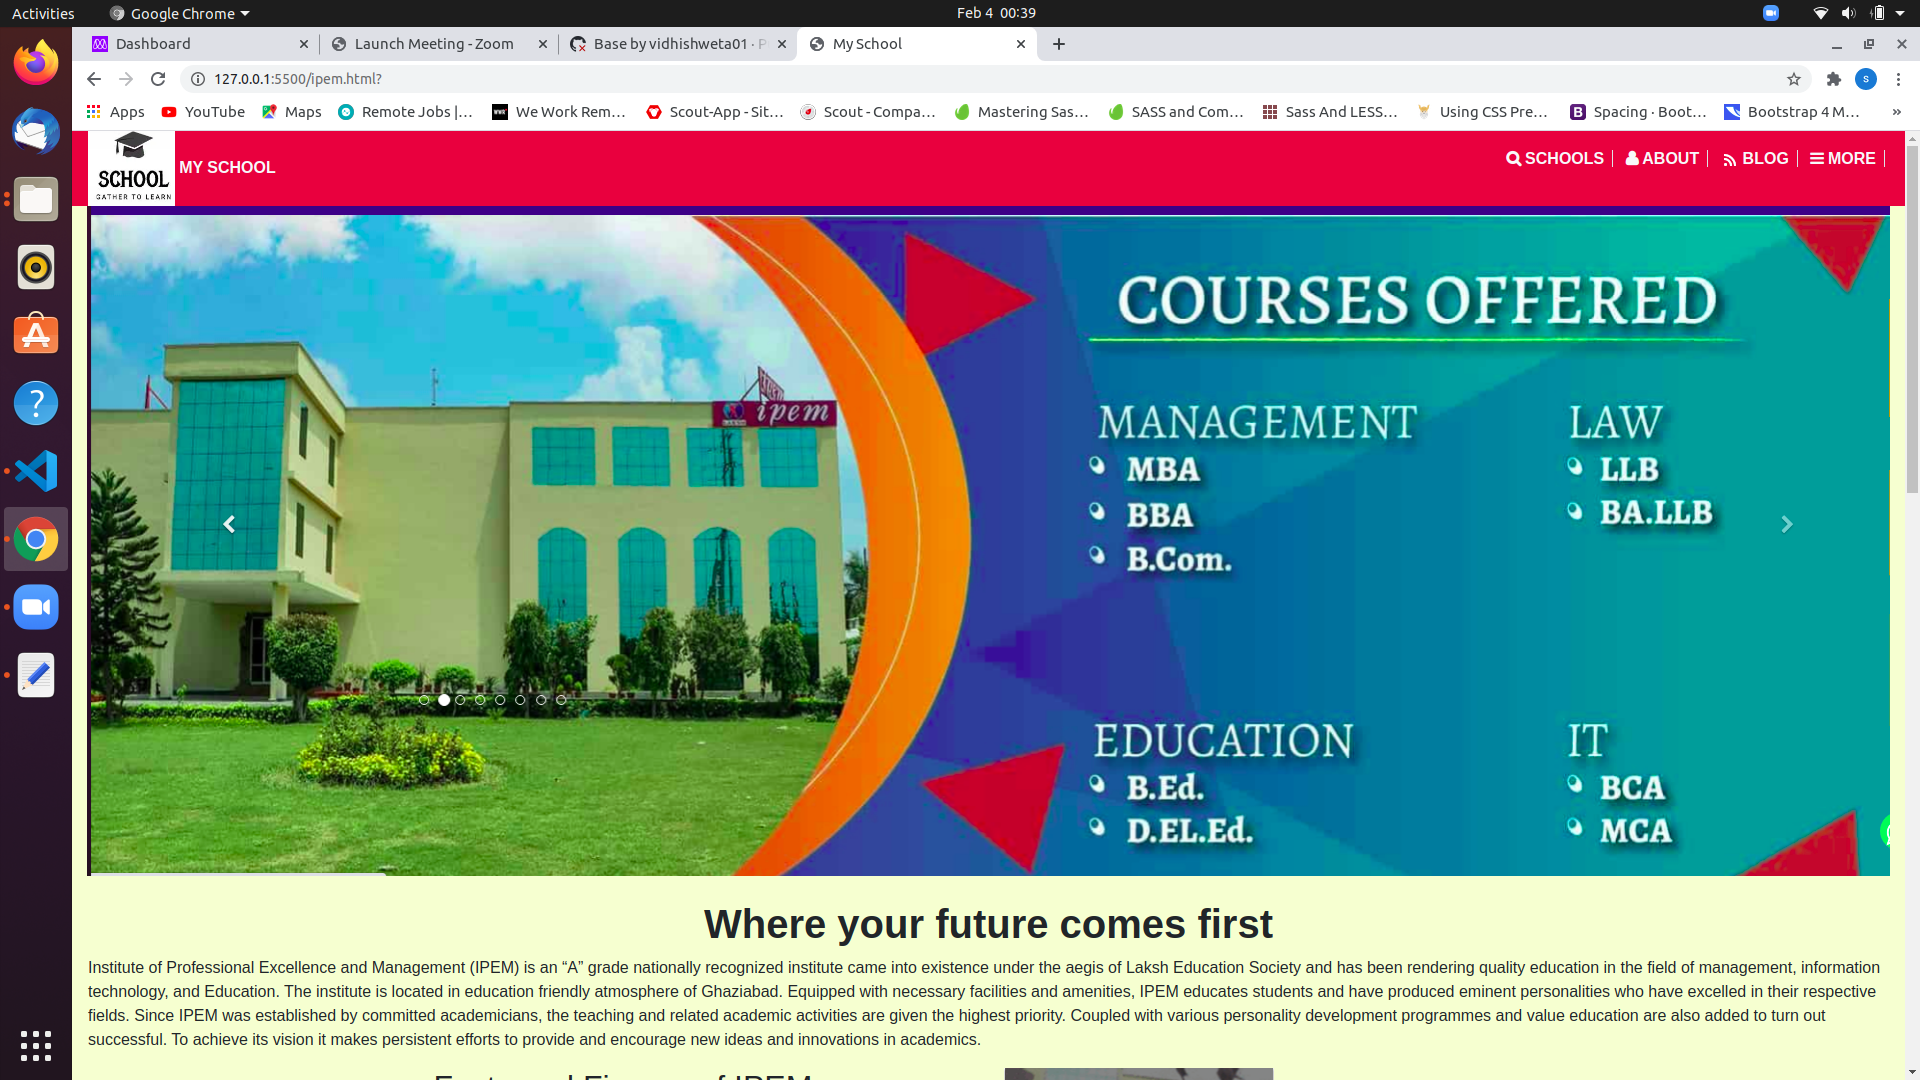 Activities
Google Chrome
Feb 4 00:39
Dashboard
Launch Meeting - Zoom
Base by vidhishweta01 · P
My School
127.0.0.1:5500/ipem.html?
S
Apps
YouTube
Maps
Remote Jobs |...
We Work Rem...
Scout-App - Sit...
Scout - Compa...
Mastering Sas...
SASS and Com...
Sass And LESS...
Using CSS Pre...
Spacing · Boot...
Bootstrap 4 M...
»
SCHOOL
GATHER TO LEARN
MY SCHOOL
SCHOOLS
ABOUT
BLOG
MORE
ipem
COURSES OFFERED
MANAGEMENT
MBA
BBA
B.Com.
LAW
LLB
BA.LLB
EDUCATION
B.Ed.
D.EL.Ed.
IT
BCA
MCA
Where your future comes first
Institute of Professional Excellence and Management (IPEM) is an “A” grade nationally recognized institute came into existence under the aegis of Laksh Education Society and has been rendering quality education in the field of management, information
technology, and Education. The institute is located in education friendly atmosphere of Ghaziabad. Equipped with necessary facilities and amenities, IPEM educates students and have produced eminent personalities who have excelled in their respective
fields. Since IPEM was established by committed academicians, the teaching and related academic activities are given the highest priority. Coupled with various personality development programmes and value education are also added to turn out
successful. To achieve its vision it makes persistent efforts to provide and encourage new ideas and innovations in academics.